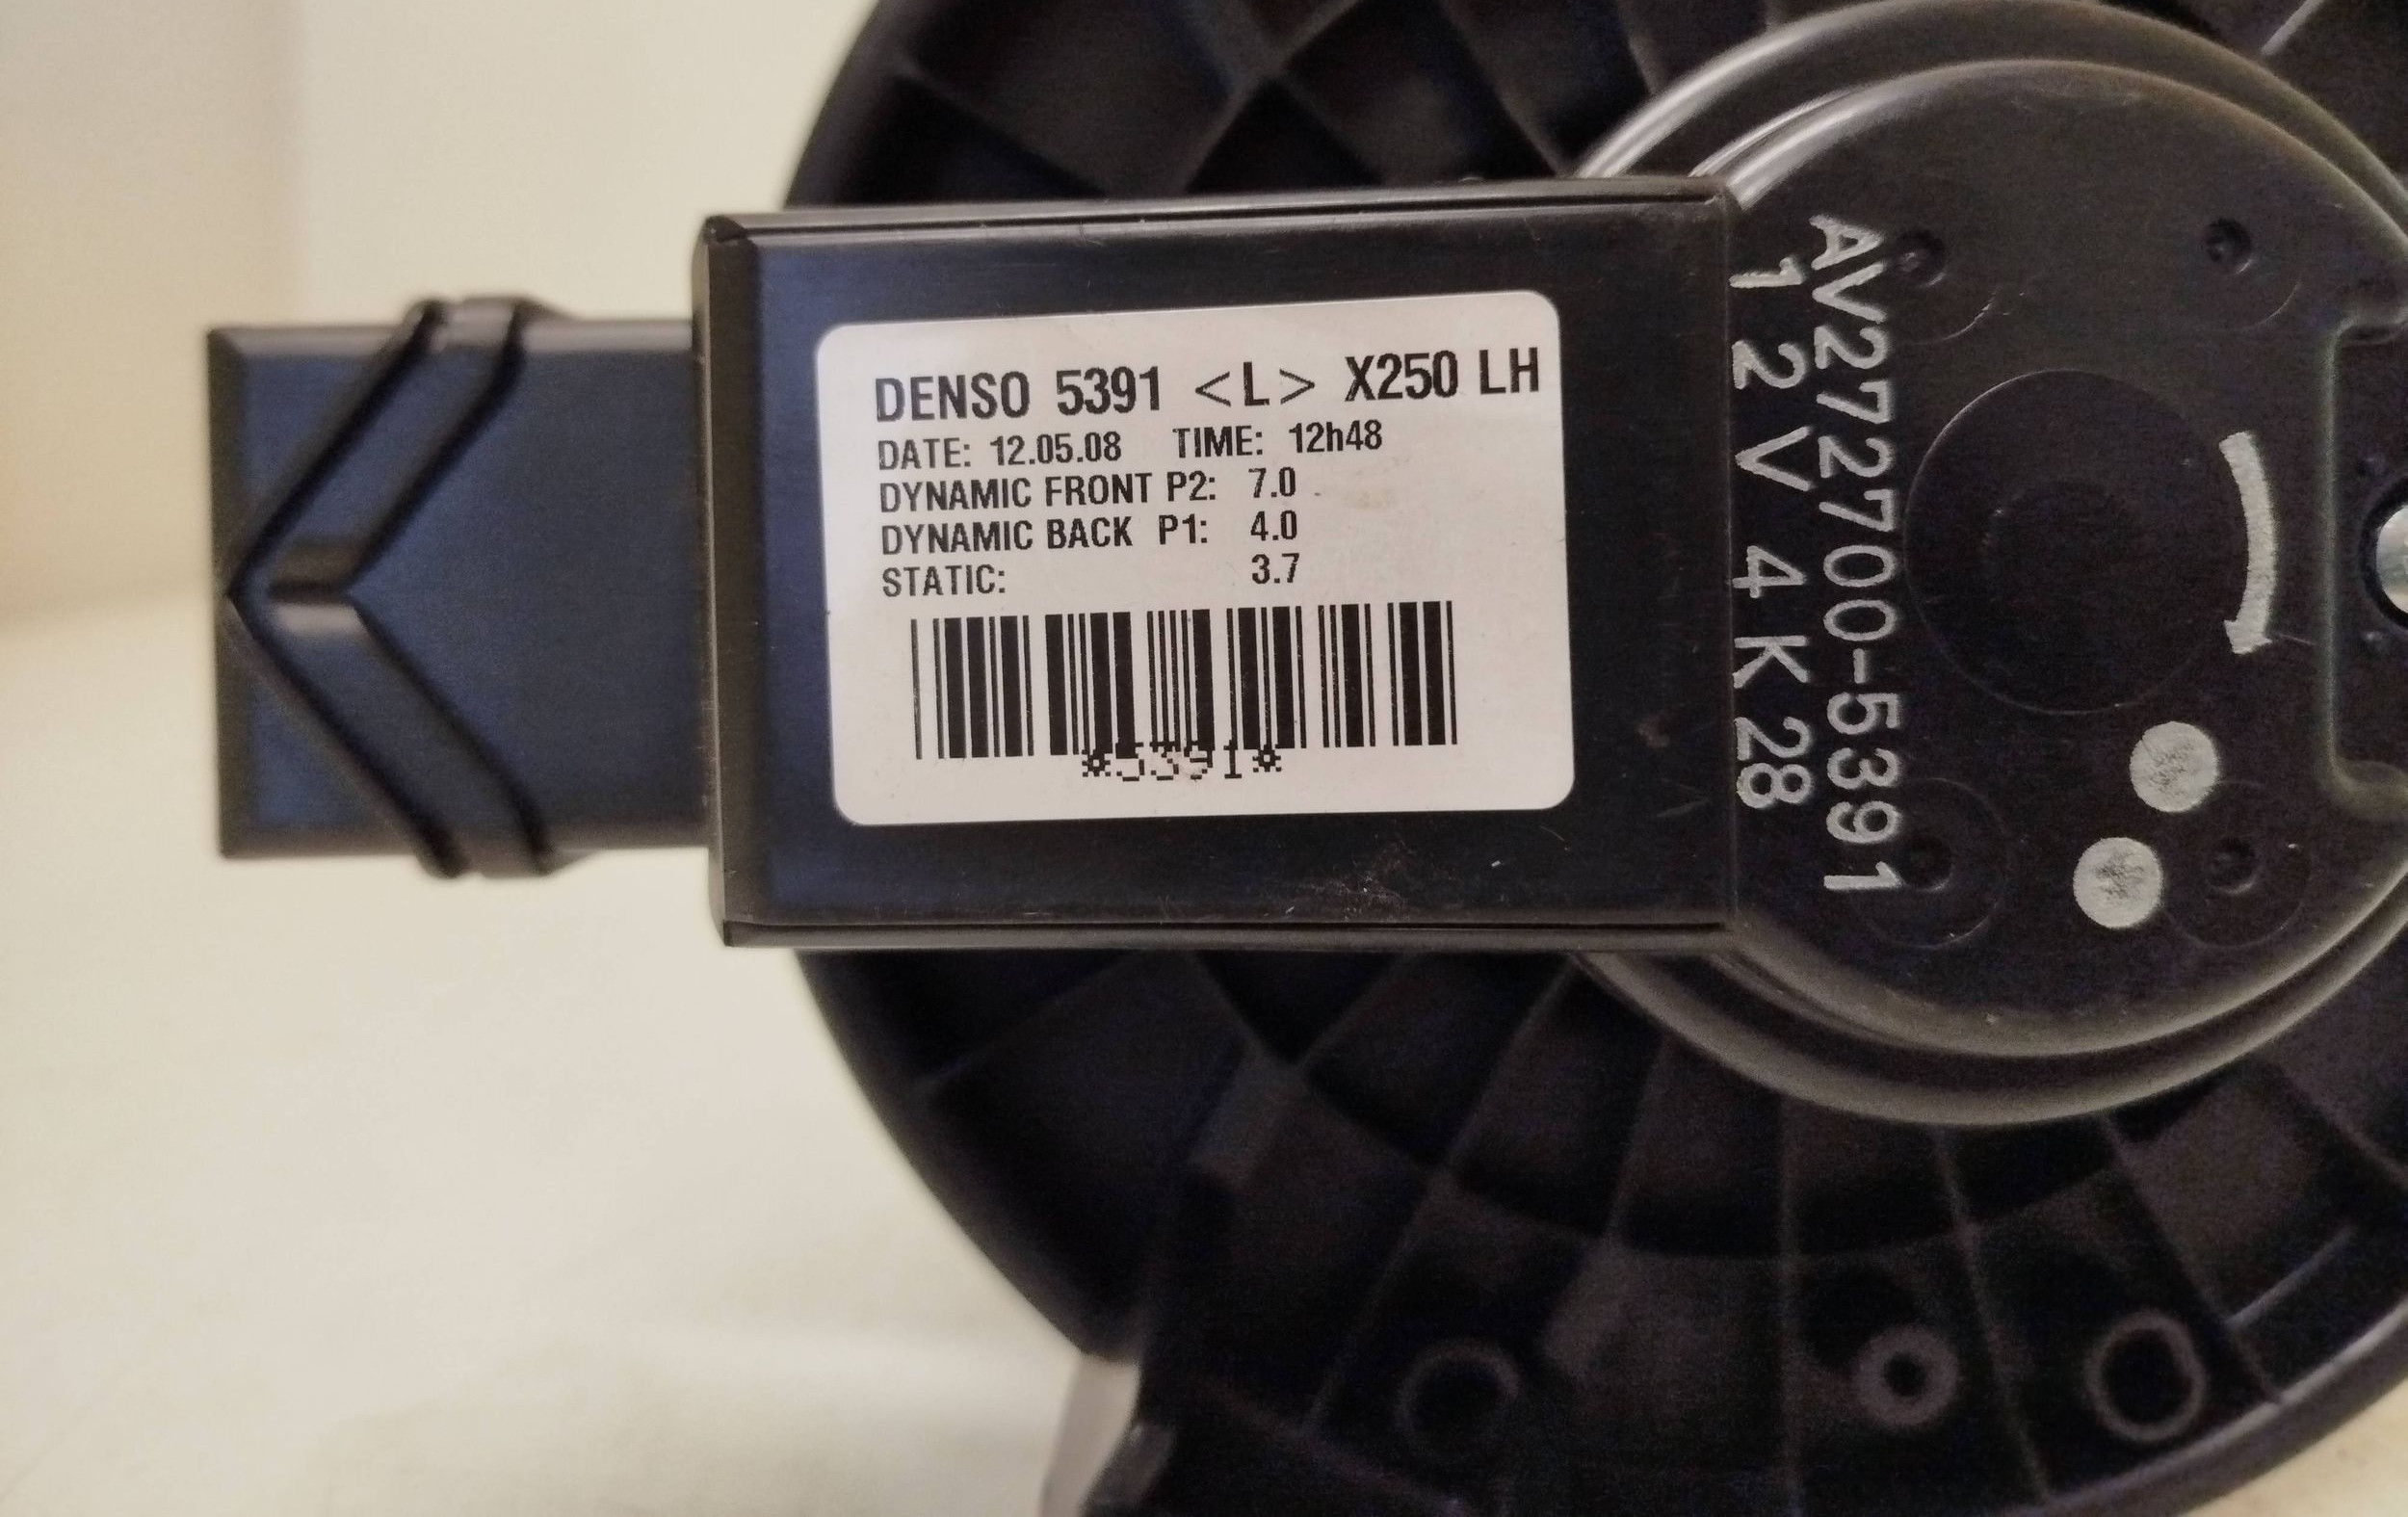 DENSO 5391 <L> X250 LH
DATE: 12.05.08 TIME: 12h48
DYNAMIC FRONT P2: 7.0
DYNAMIC BACK P1: 4.0
STATIC: 3.7
*5391*
AV272700-5391
12V 4K28